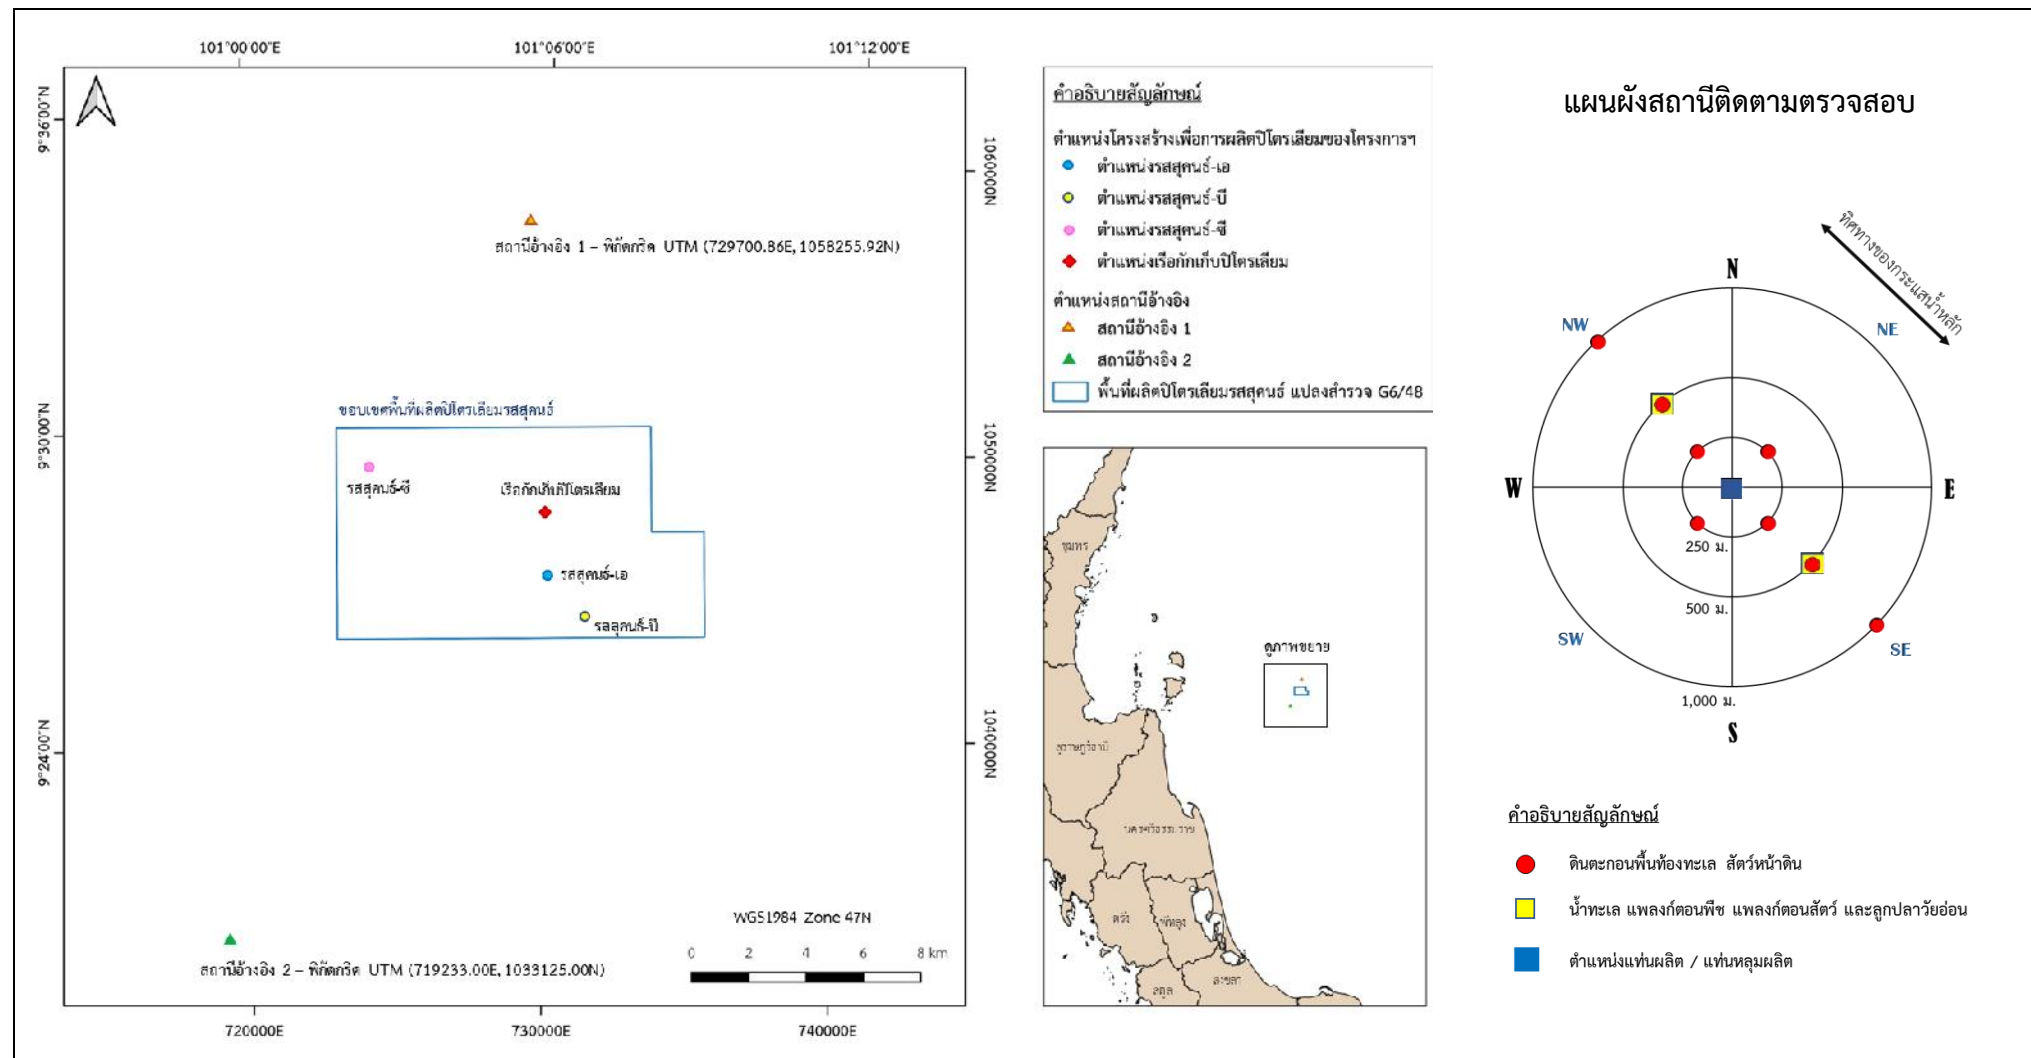 101°00'00"E
101°06'00"E
101°12'00"E
9°36'00"N
9°30'00"N
9°24'00"N
1060000N
1050000N
1040000N
720000E
730000E
740000E
สถานีอ้างอิง 1 – พิกัดกริด UTM (729700.86E, 1058255.92N)
ขอบเขตพื้นที่ผลิตปิโตรเลียมรสสุคนธ์
รสสุคนธ์-ซี
เรือกักเก็บปิโตรเลียม
รสสุคนธ์-เอ
รสสุคนธ์-บี
สถานีอ้างอิง 2 – พิกัดกริด UTM (719233.00E, 1033125.00N)
WGS1984 Zone 47N
0 2 4 6 8 km
คำอธิบายสัญลักษณ์
ตำแหน่งโครงสร้างเพื่อการผลิตปิโตรเลียมของโครงการฯ
ตำแหน่งรสสุคนธ์-เอ
ตำแหน่งรสสุคนธ์-บี
ตำแหน่งรสสุคนธ์-ซี
ตำแหน่งเรือกักเก็บปิโตรเลียม
ตำแหน่งสถานีอ้างอิง
สถานีอ้างอิง 1
สถานีอ้างอิง 2
พื้นที่ผลิตปิโตรเลียมรสสุคนธ์ แปลงสำรวจ G6/48
ชุมพร
ดูภาพขยาย
สุราษฎร์ธานี
นครศรีธรรมราช
ตรัง
พัทลุง
สตูล
สงขลา
แผนผังสถานีติดตามตรวจสอบ
ทิศทางของกระแสน้ำหลัก
N
NW
NE
W
E
250 ม.
500 ม.
SW
SE
1,000 ม.
S
คำอธิบายสัญลักษณ์
ดินตะกอนพื้นท้องทะเล สัตว์หน้าดิน
น้ำทะเล แพลงก์ตอนพืช แพลงก์ตอนสัตว์ และลูกปลาวัยอ่อน
ตำแหน่งแท่นผลิต / แท่นหลุมผลิต